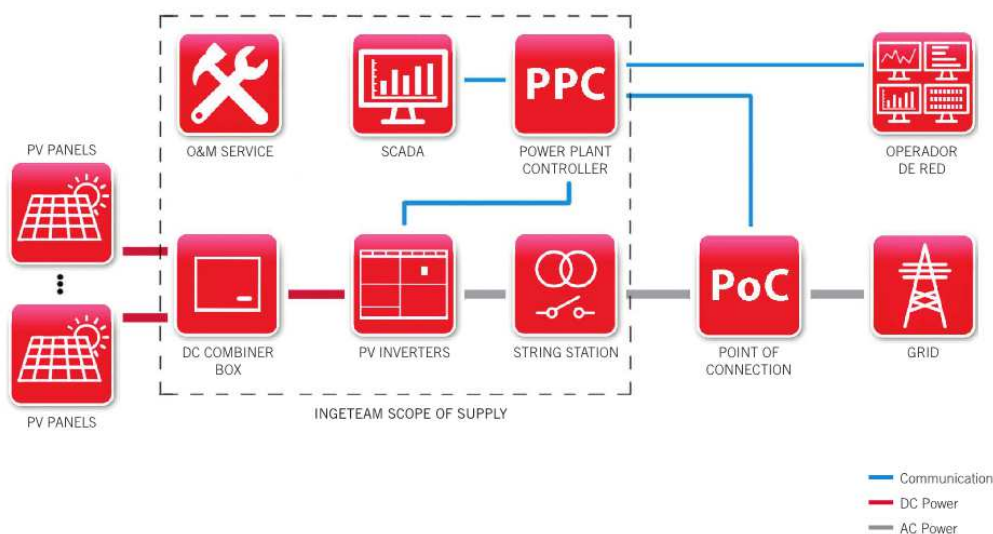 PPC
O&M SERVICE
SCADA
POWER PLANT
CONTROLLER
OPERADOR
DE RED
PV PANELS
PoC
DC COMBINER
BOX
PV INVERTERS
STRING STATION
POINT OF
CONNECTION
GRID
PV PANELS
INGETEAM SCOPE OF SUPPLY
Communication
DC Power
AC Power